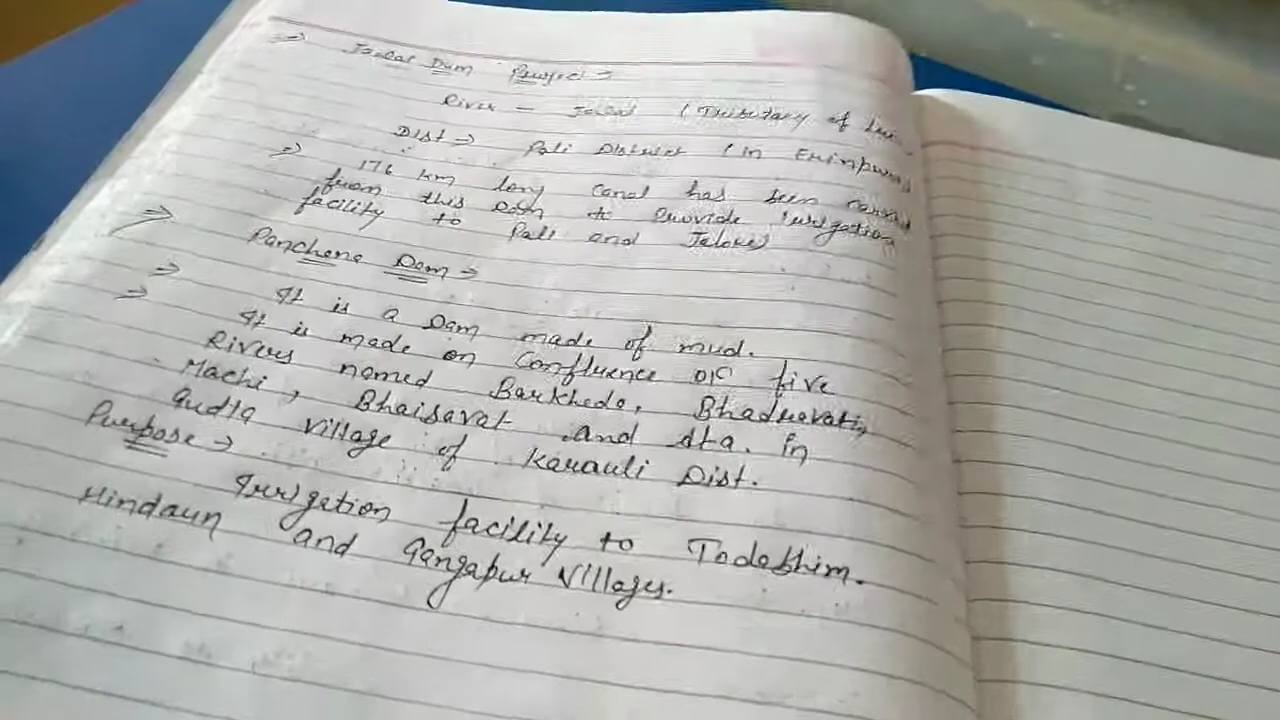 ⇒ Jawai Dam Project ⇒
River - Jawai (Tributary of Luni
Dist ⇒ Pali District (in Erinpura)
⇒ 176 km long canal has been carried
from this Dam to provide irrigation
facility to Pali and Jalore)
⇒ Panchana Dam ⇒
⇒ It is a Dam made of mud.
⇒ It is made on Confluence of five
Rivers named Barkheda, Bhadravati,
Machi, Bhaisavat and Ata. in
Gudla village of Karauli Dist.
Purpose →
Irrigation facility to Todabhim.
Hindaun and Gangapur Villages.